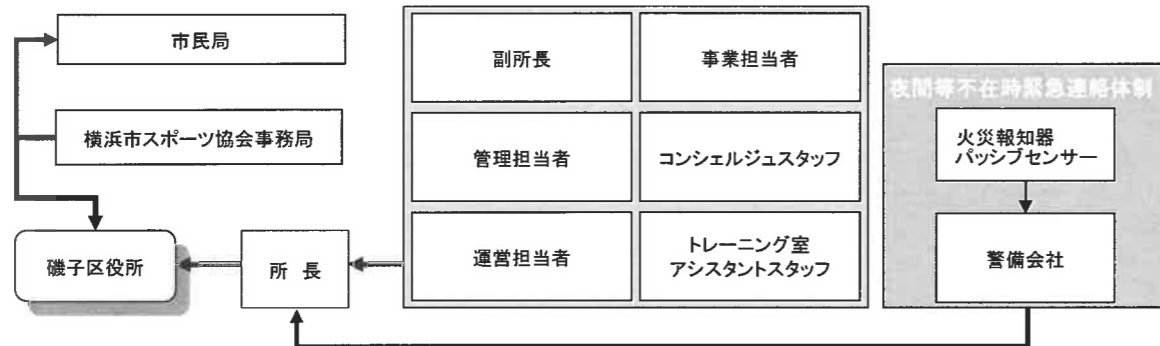 市民局
横浜市スポーツ協会事務局
磯子区役所
所 長
副所長
事業担当者
管理担当者
コンシェルジュスタッフ
運営担当者
トレーニング室
アシスタントスタッフ
夜間等不在時緊急連絡体制
火災報知器
パッシブセンサー
警備会社